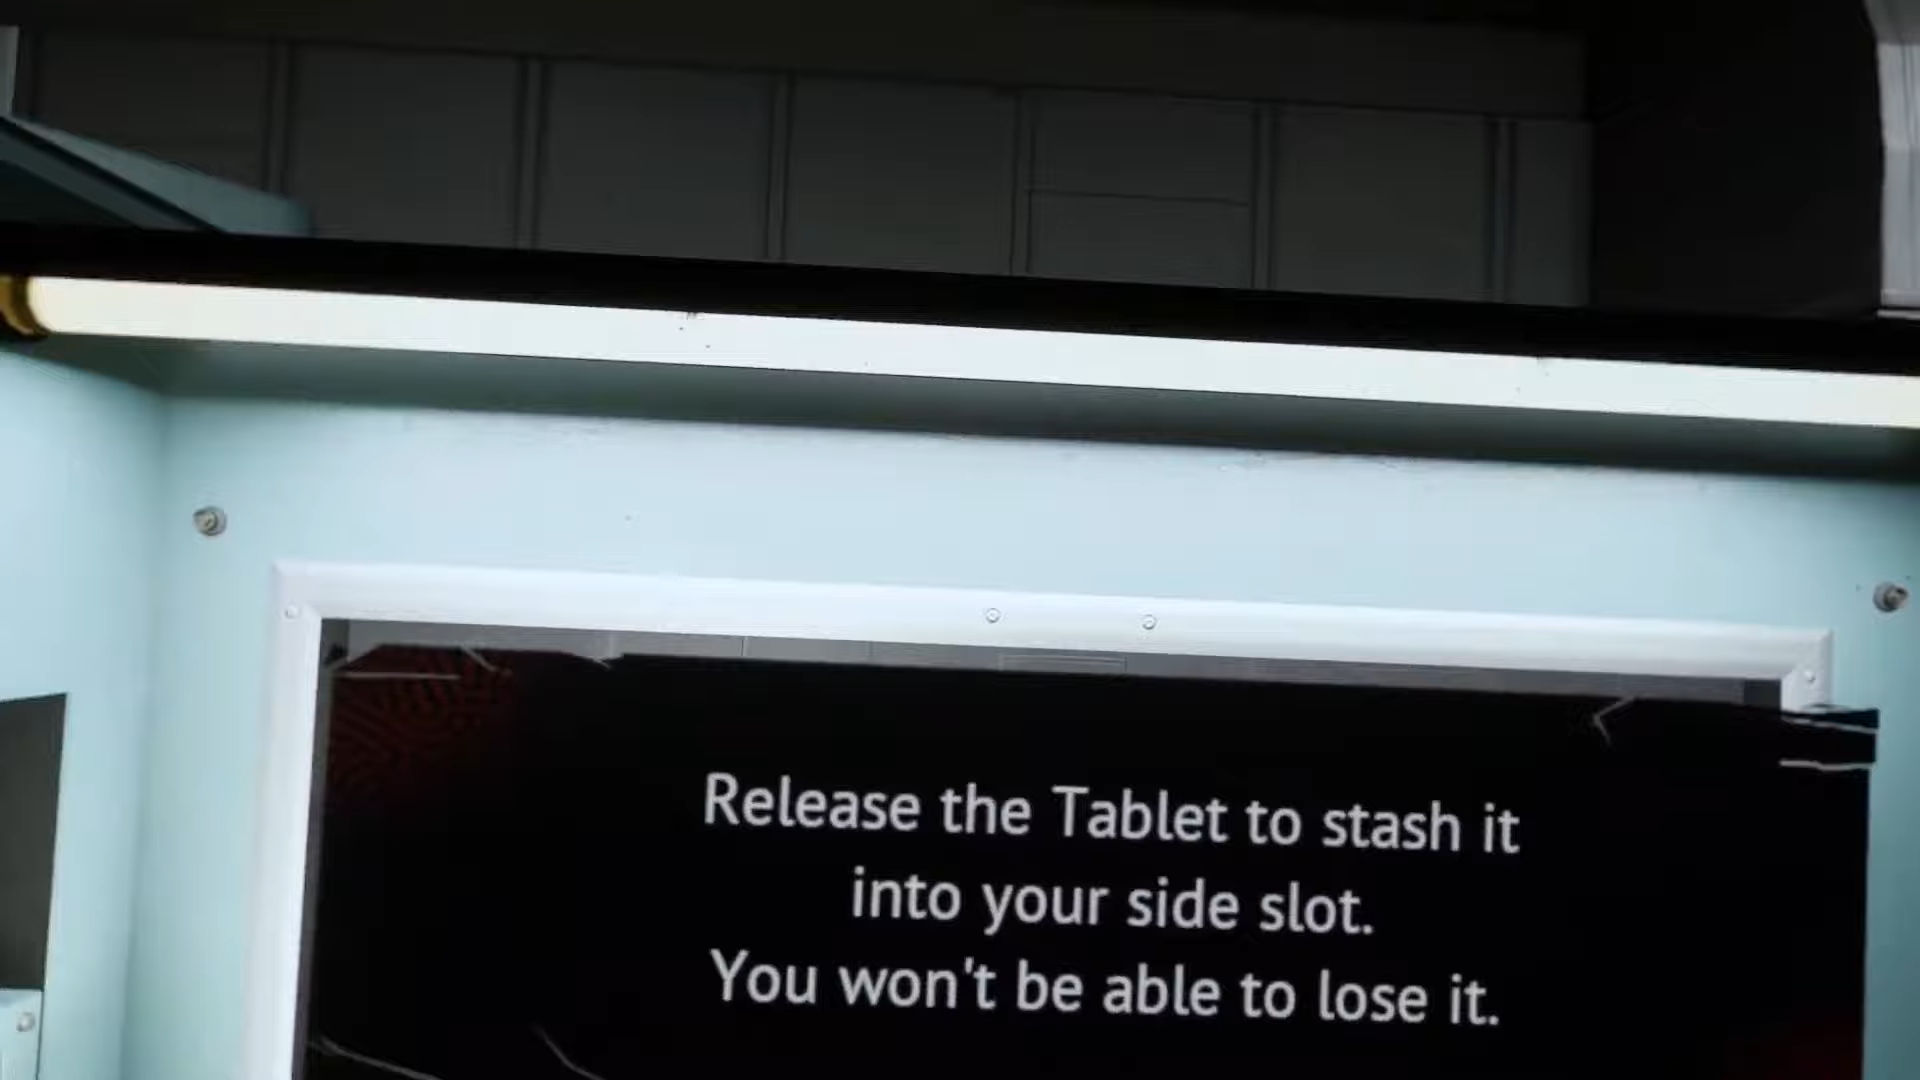 Release the Tablet to stash it
into your side slot.
You won't be able to lose it.